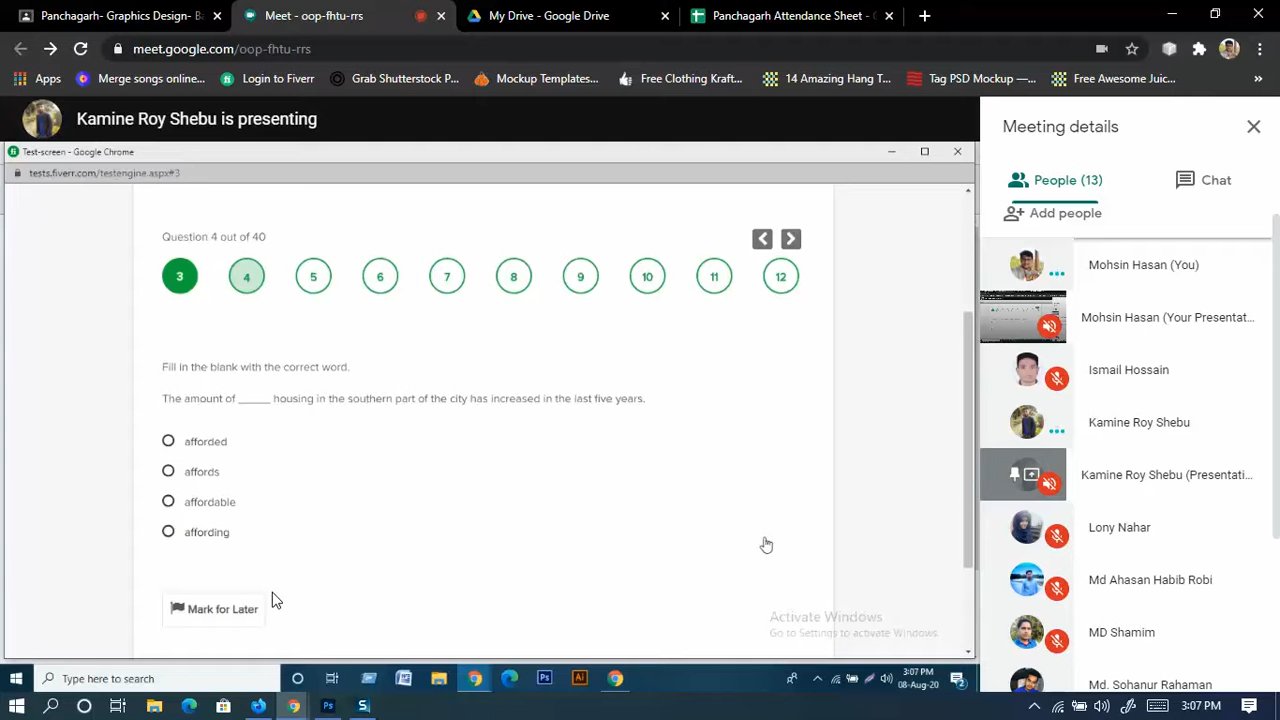 Panchagarh- Graphics Design- Ba
Meet - oop-fhtu-rrs
My Drive - Google Drive
Panchagarh Attendance Sheet - G
meet.google.com/oop-fhtu-rrs
Apps
Merge songs online...
Login to Fiverr
Grab Shutterstock P...
Mockup Templates...
Free Clothing Kraft...
14 Amazing Hang T...
Tag PSD Mockup —...
Free Awesome Juic...
»
Kamine Roy Shebu is presenting
Test-screen - Google Chrome
tests.fiverr.com/testengine.aspx#3
Question 4 out of 40
3 4 5 6 7 8 9 10 11 12
Fill in the blank with the correct word.
The amount of _____ housing in the southern part of the city has increased in the last five years.
afforded
affords
affordable
affording
Mark for Later
Activate Windows
Go to Settings to activate Windows.
Type here to search
W
Ps
Ai
3:07 PM
08-Aug-20
2
Meeting details
People (13)
Chat
Add people
Mohsin Hasan (You)
Mohsin Hasan (Your Presentat...
Ismail Hossain
Kamine Roy Shebu
Kamine Roy Shebu (Presentati...
Lony Nahar
Md Ahasan Habib Robi
MD Shamim
Md. Sohanur Rahaman
Ps
S
3:07 PM